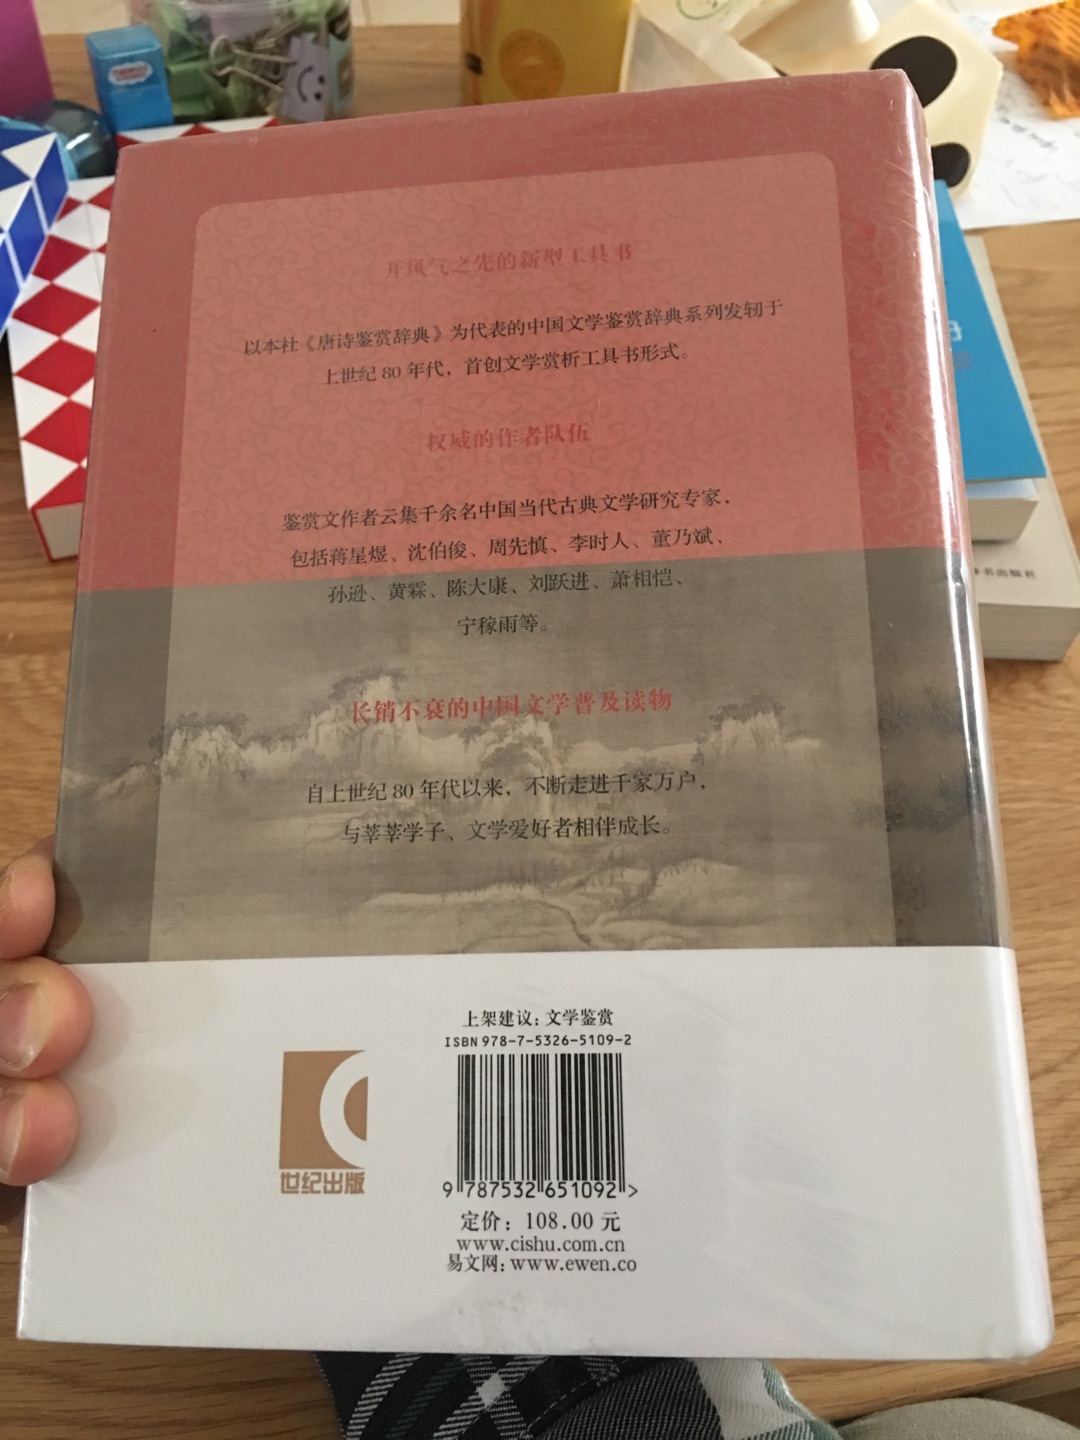 开风气之先的新型工具书
以本社《唐诗鉴赏辞典》为代表的中国文学鉴赏辞典系列发轫于
上世纪80年代，首创文学赏析工具书形式。
权威的作者队伍
鉴赏文作者云集千余名中国当代古典文学研究专家，
包括蒋星煜、沈伯俊、周先慎、李时人、董乃斌、
孙逊、黄霖、陈大康、刘跃进、萧相恺、
宁稼雨等。
长销不衰的中国文学普及读物
自上世纪80年代以来，不断走进千家万户，
与莘莘学子、文学爱好者相伴成长。
上架建议：文学鉴赏
ISBN 978-7-5326-5109-2
9 787532 651092 >
世纪出版
定价：108.00 元
www.cishu.com.cn
易文网：www.ewen.co
书出版社